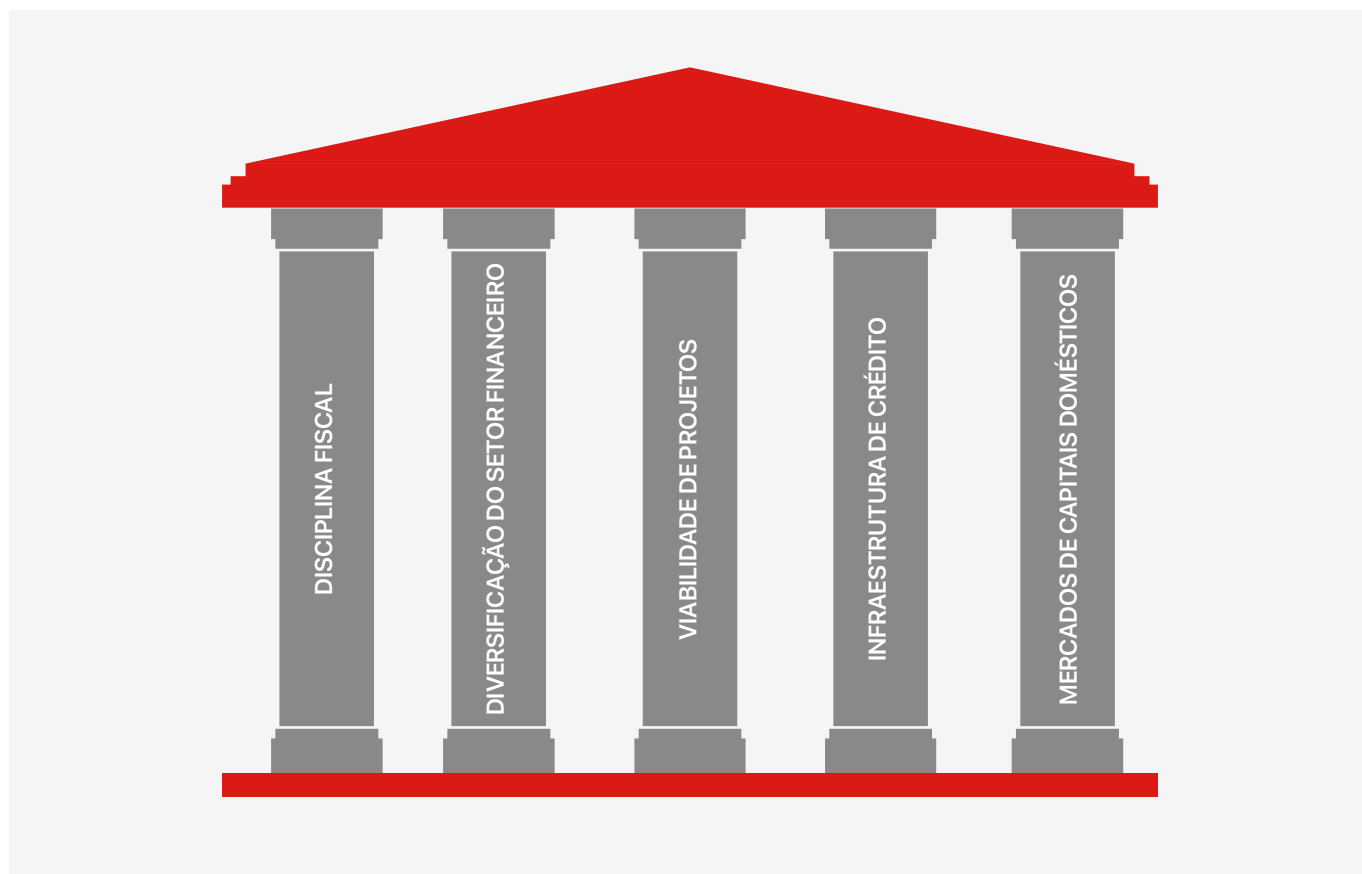 DISCIPLINA FISCAL
DIVERSIFICAÇÃO DO SETOR FINANCEIRO
VIABILIDADE DE PROJETOS
INFRAESTRUTURA DE CRÉDITO
MERCADOS DE CAPITAIS DOMÉSTICOS